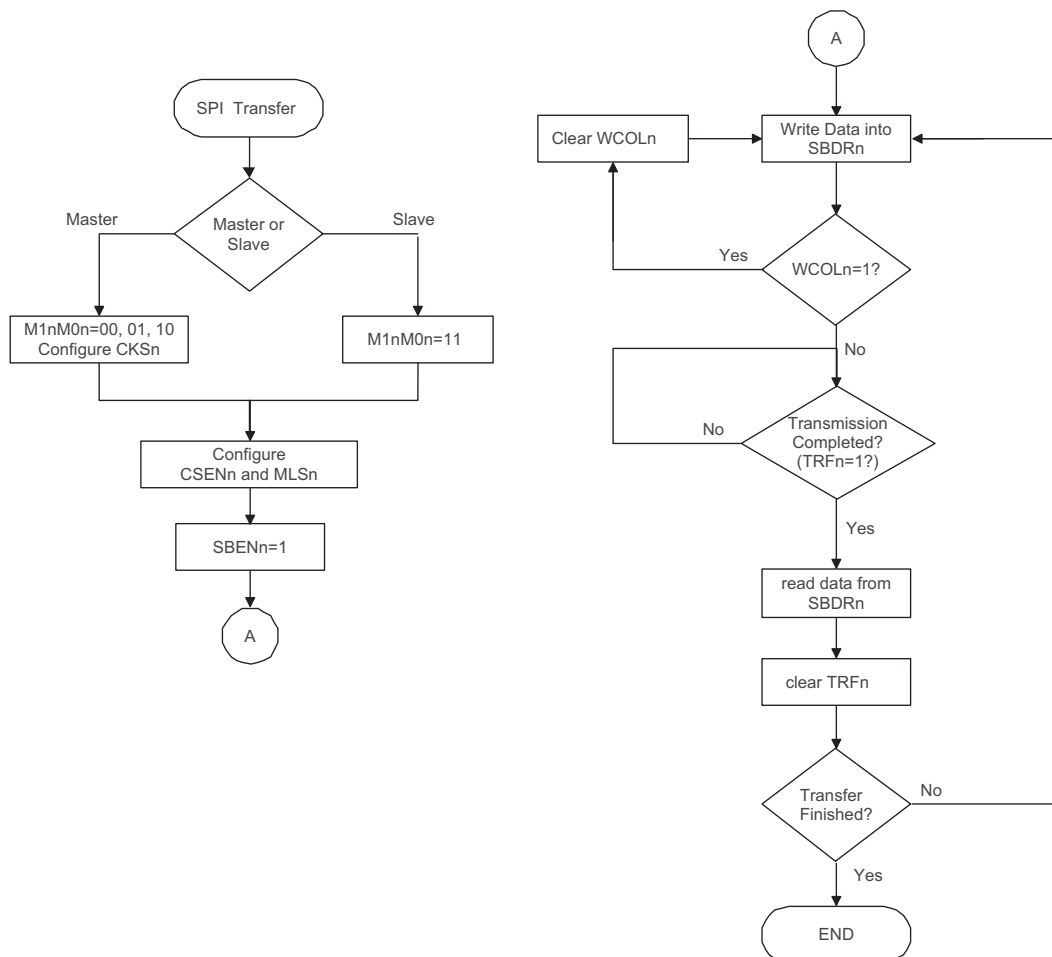 SPI Transfer
Master
Master or
Slave
Slave
M1nM0n=00, 01, 10
Configure CKSn
M1nM0n=11
Configure
CSENn and MLSn
SBENn=1
A
A
Clear WCOLn
Write Data into
SBDRn
Yes
WCOLn=1?
No
No
Transmission
Completed?
(TRFn=1?)
Yes
read data from
SBDRn
clear TRFn
Transfer
Finished?
No
Yes
END